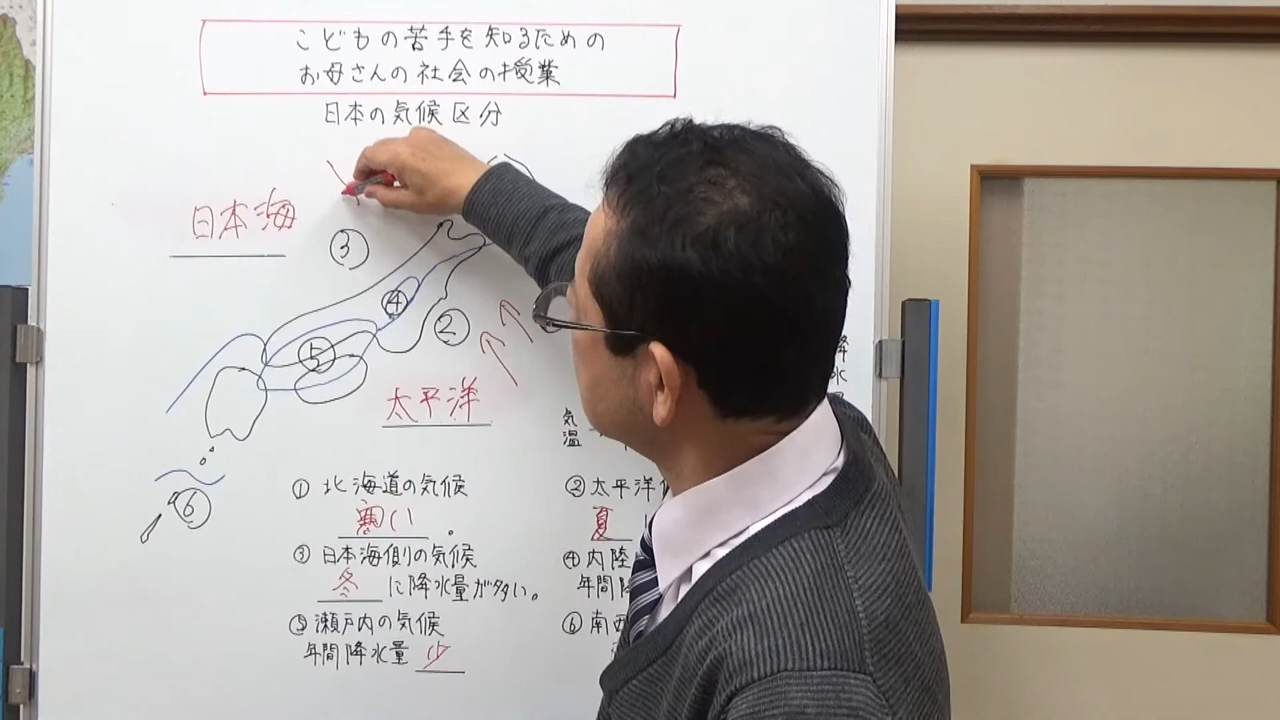 こどもの苦手を知るための
お母さんの社会の授業
日本の気候区分
日本海
③
④
②
⑤
太平洋
⑥
降
水
気
温
① 北海道の気候
寒い。
② 太平洋
夏
③ 日本海側の気候
冬に降水量が多い。
④ 内陸
年間
⑤ 瀬戸内の気候
年間降水量 少
⑥ 南西